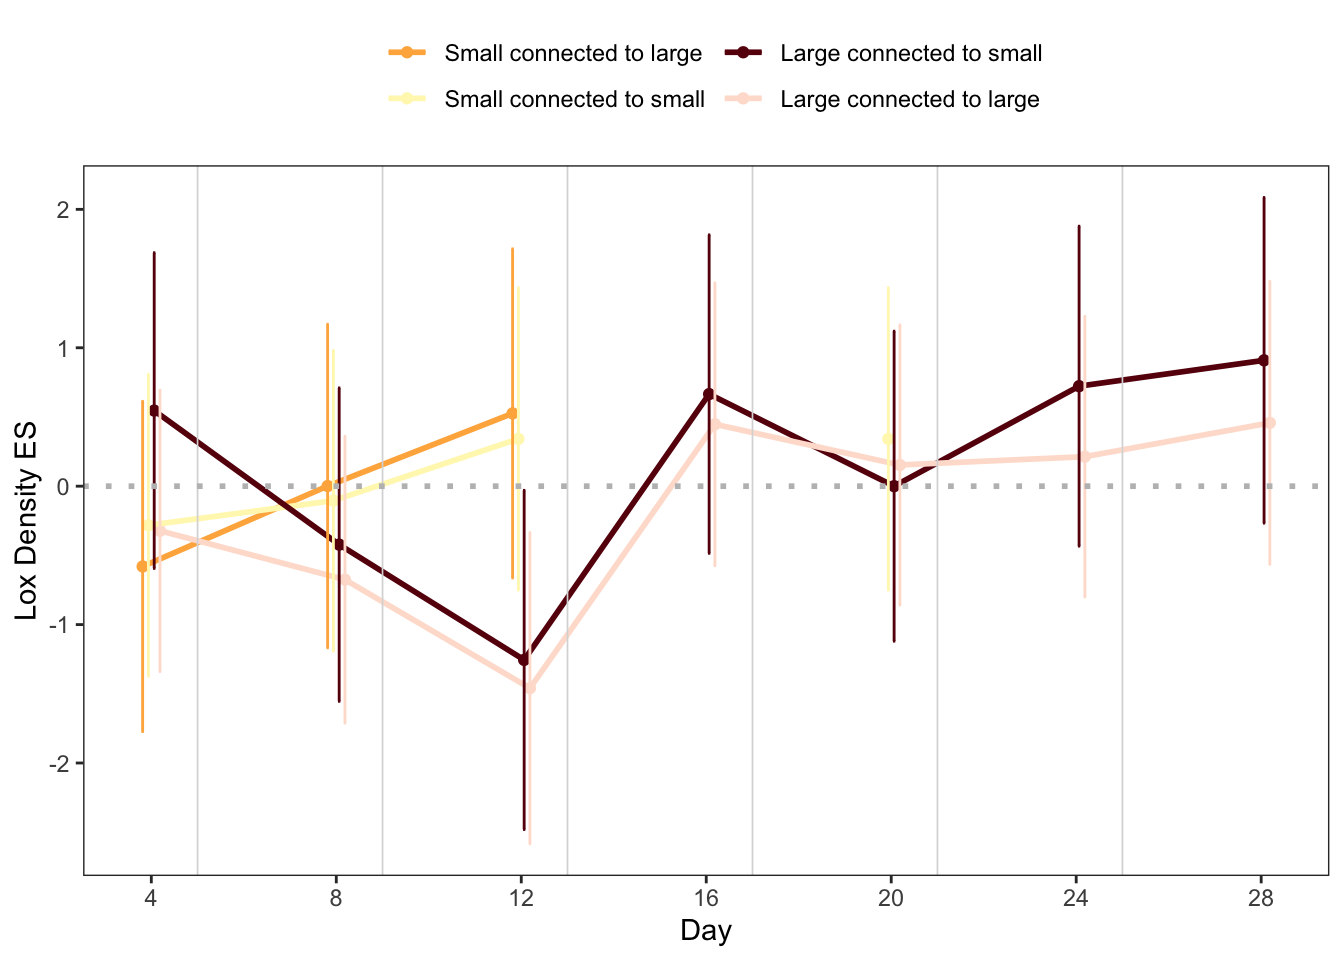 Small connected to large Large connected to small
Small connected to small Large connected to large
2
1
0
-1
-2
Lox Density ES
4 8 12 16 20 24 28
Day